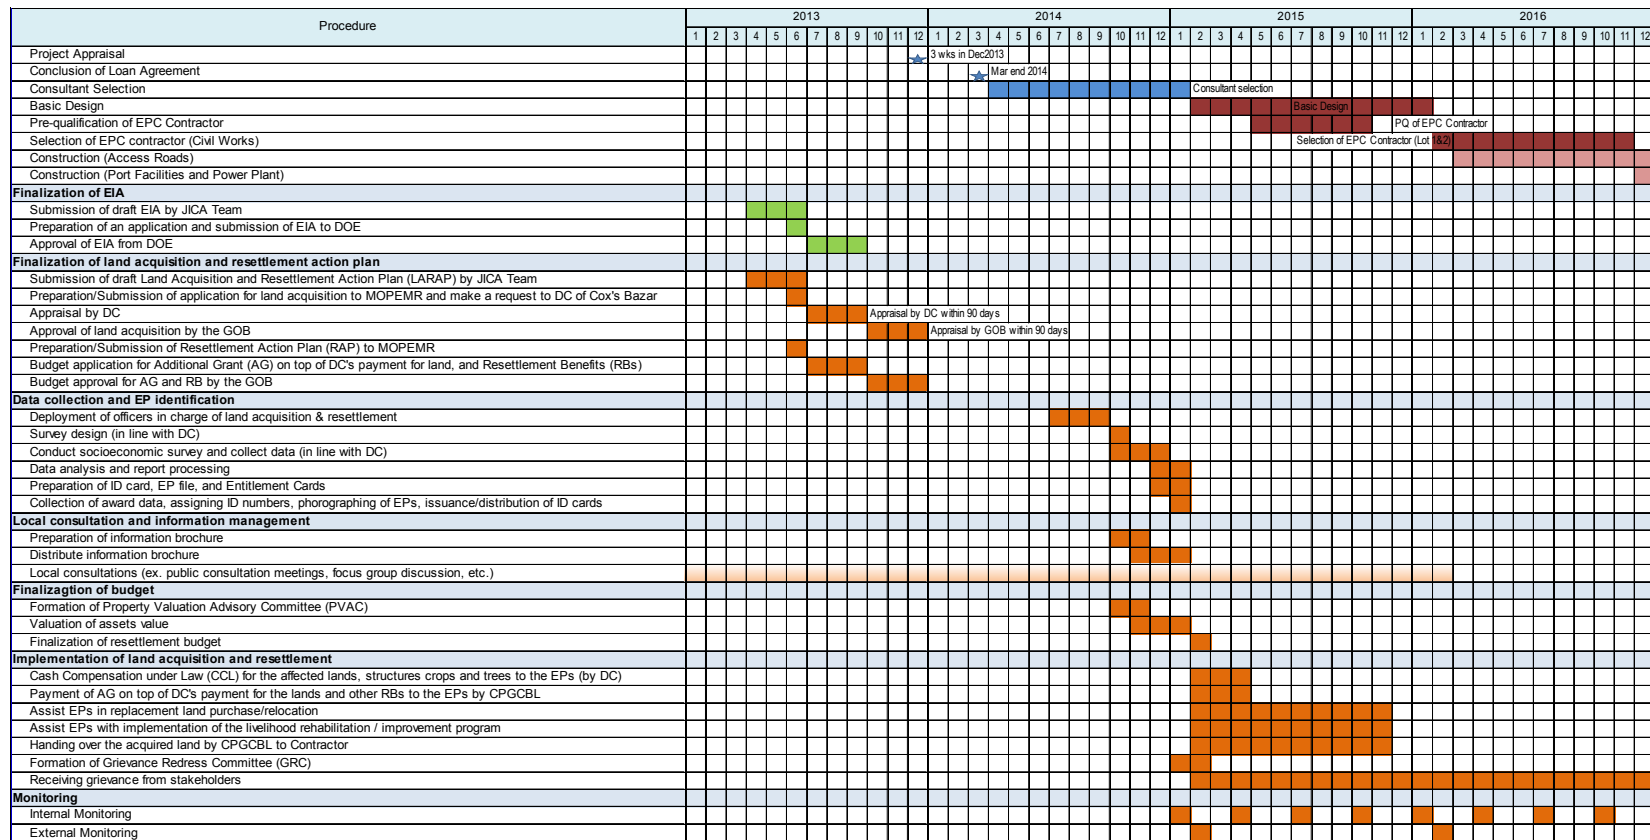 Procedure
2013 2014 2015 2016
1 2 3 4 5 6 7 8 9 10 11 12 1 2 3 4 5 6 7 8 9 10 11 12 1 2 3 4 5 6 7 8 9 10 11 12 1 2 3 4 5 6 7 8 9 10 11 12
Project Appraisal 3 wks in Dec2013
Conclusion of Loan Agreement Mar end 2014
Consultant Selection Consultant selection
Basic Design Basic Design
Pre-qualification of EPC Contractor PQ of EPC Contractor
Selection of EPC contractor (Civil Works) Selection of EPC Contractor (Lot 1&2)
Construction (Access Roads)
Construction (Port Facilities and Power Plant)
Finalization of EIA
Submission of draft EIA by JICA Team
Preparation of an application and submission of EIA to DOE
Approval of EIA from DOE
Finalization of land acquisition and resettlement action plan
Submission of draft Land Acquisition and Resettlement Action Plan (LARAP) by JICA Team
Preparation/Submission of application for land acquisition to MOPEMR and make a request to DC of Cox's Bazar
Appraisal by DC Appraisal by DC within 90 days
Approval of land acquisition by the GOB Appraisal by GOB within 90 days
Preparation/Submission of Resettlement Action Plan (RAP) to MOPEMR
Budget application for Additional Grant (AG) on top of DC's payment for land, and Resettlement Benefits (RBs)
Budget approval for AG and RB by the GOB
Data collection and EP identification
Deployment of officers in charge of land acquisition & resettlement
Survey design (in line with DC)
Conduct socioeconomic survey and collect data (in line with DC)
Data analysis and report processing
Preparation of ID card, EP file, and Entitlement Cards
Collection of award data, assigning ID numbers, phorographing of EPs, issuance/distribution of ID cards
Local consultation and information management
Preparation of information brochure
Distribute information brochure
Local consultations (ex. public consultation meetings, focus group discussion, etc.)
Finalizagtion of budget
Formation of Property Valuation Advisory Committee (PVAC)
Valuation of assets value
Finalization of resettlement budget
Implementation of land acquisition and resettlement
Cash Compensation under Law (CCL) for the affected lands, structures crops and trees to the EPs (by DC)
Payment of AG on top of DC's payment for the lands and other RBs to the EPs by CPGCBL
Assist EPs in replacement land purchase/relocation
Assist EPs with implementation of the livelihood rehabilitation / improvement program
Handing over the acquired land by CPGCBL to Contractor
Formation of Grievance Redress Committee (GRC)
Receiving grievance from stakeholders
Monitoring
Internal Monitoring
External Monitoring